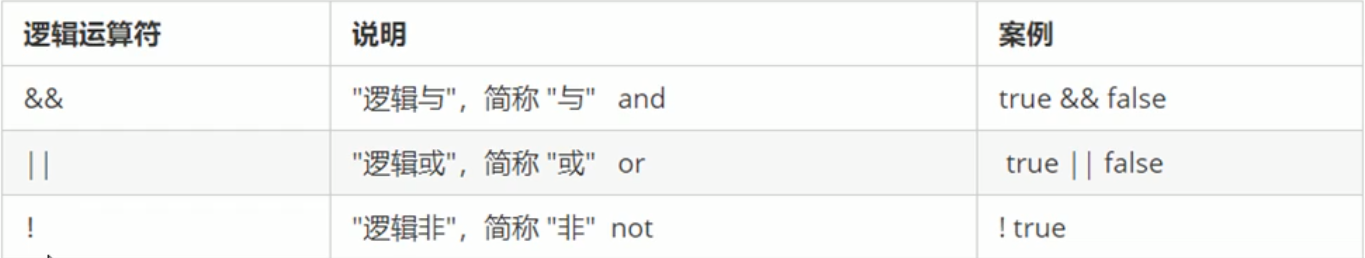 逻辑运算符 说明 案例
&& "逻辑与"，简称 "与" and true && false
|| "逻辑或"，简称 "或" or true || false
! "逻辑非"，简称 "非" not ! true